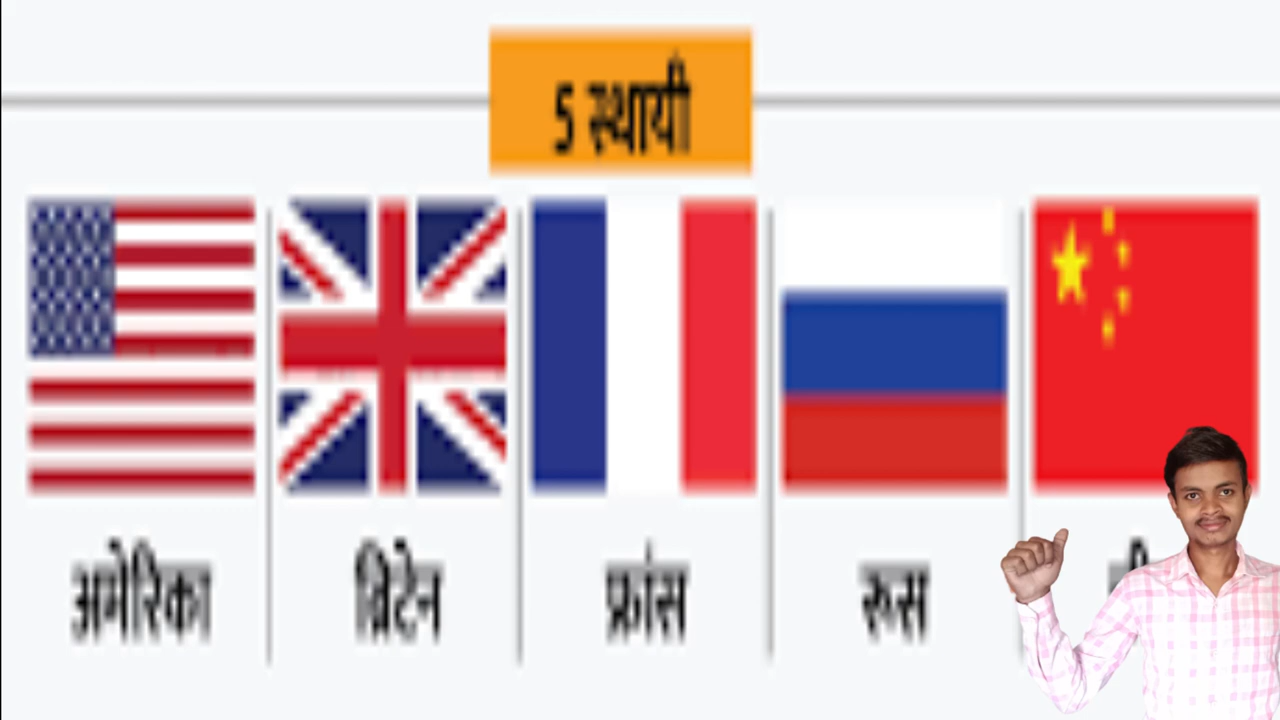 5 स्थायी
अमेरिका
ब्रिटेन
फ्रांस
रूस